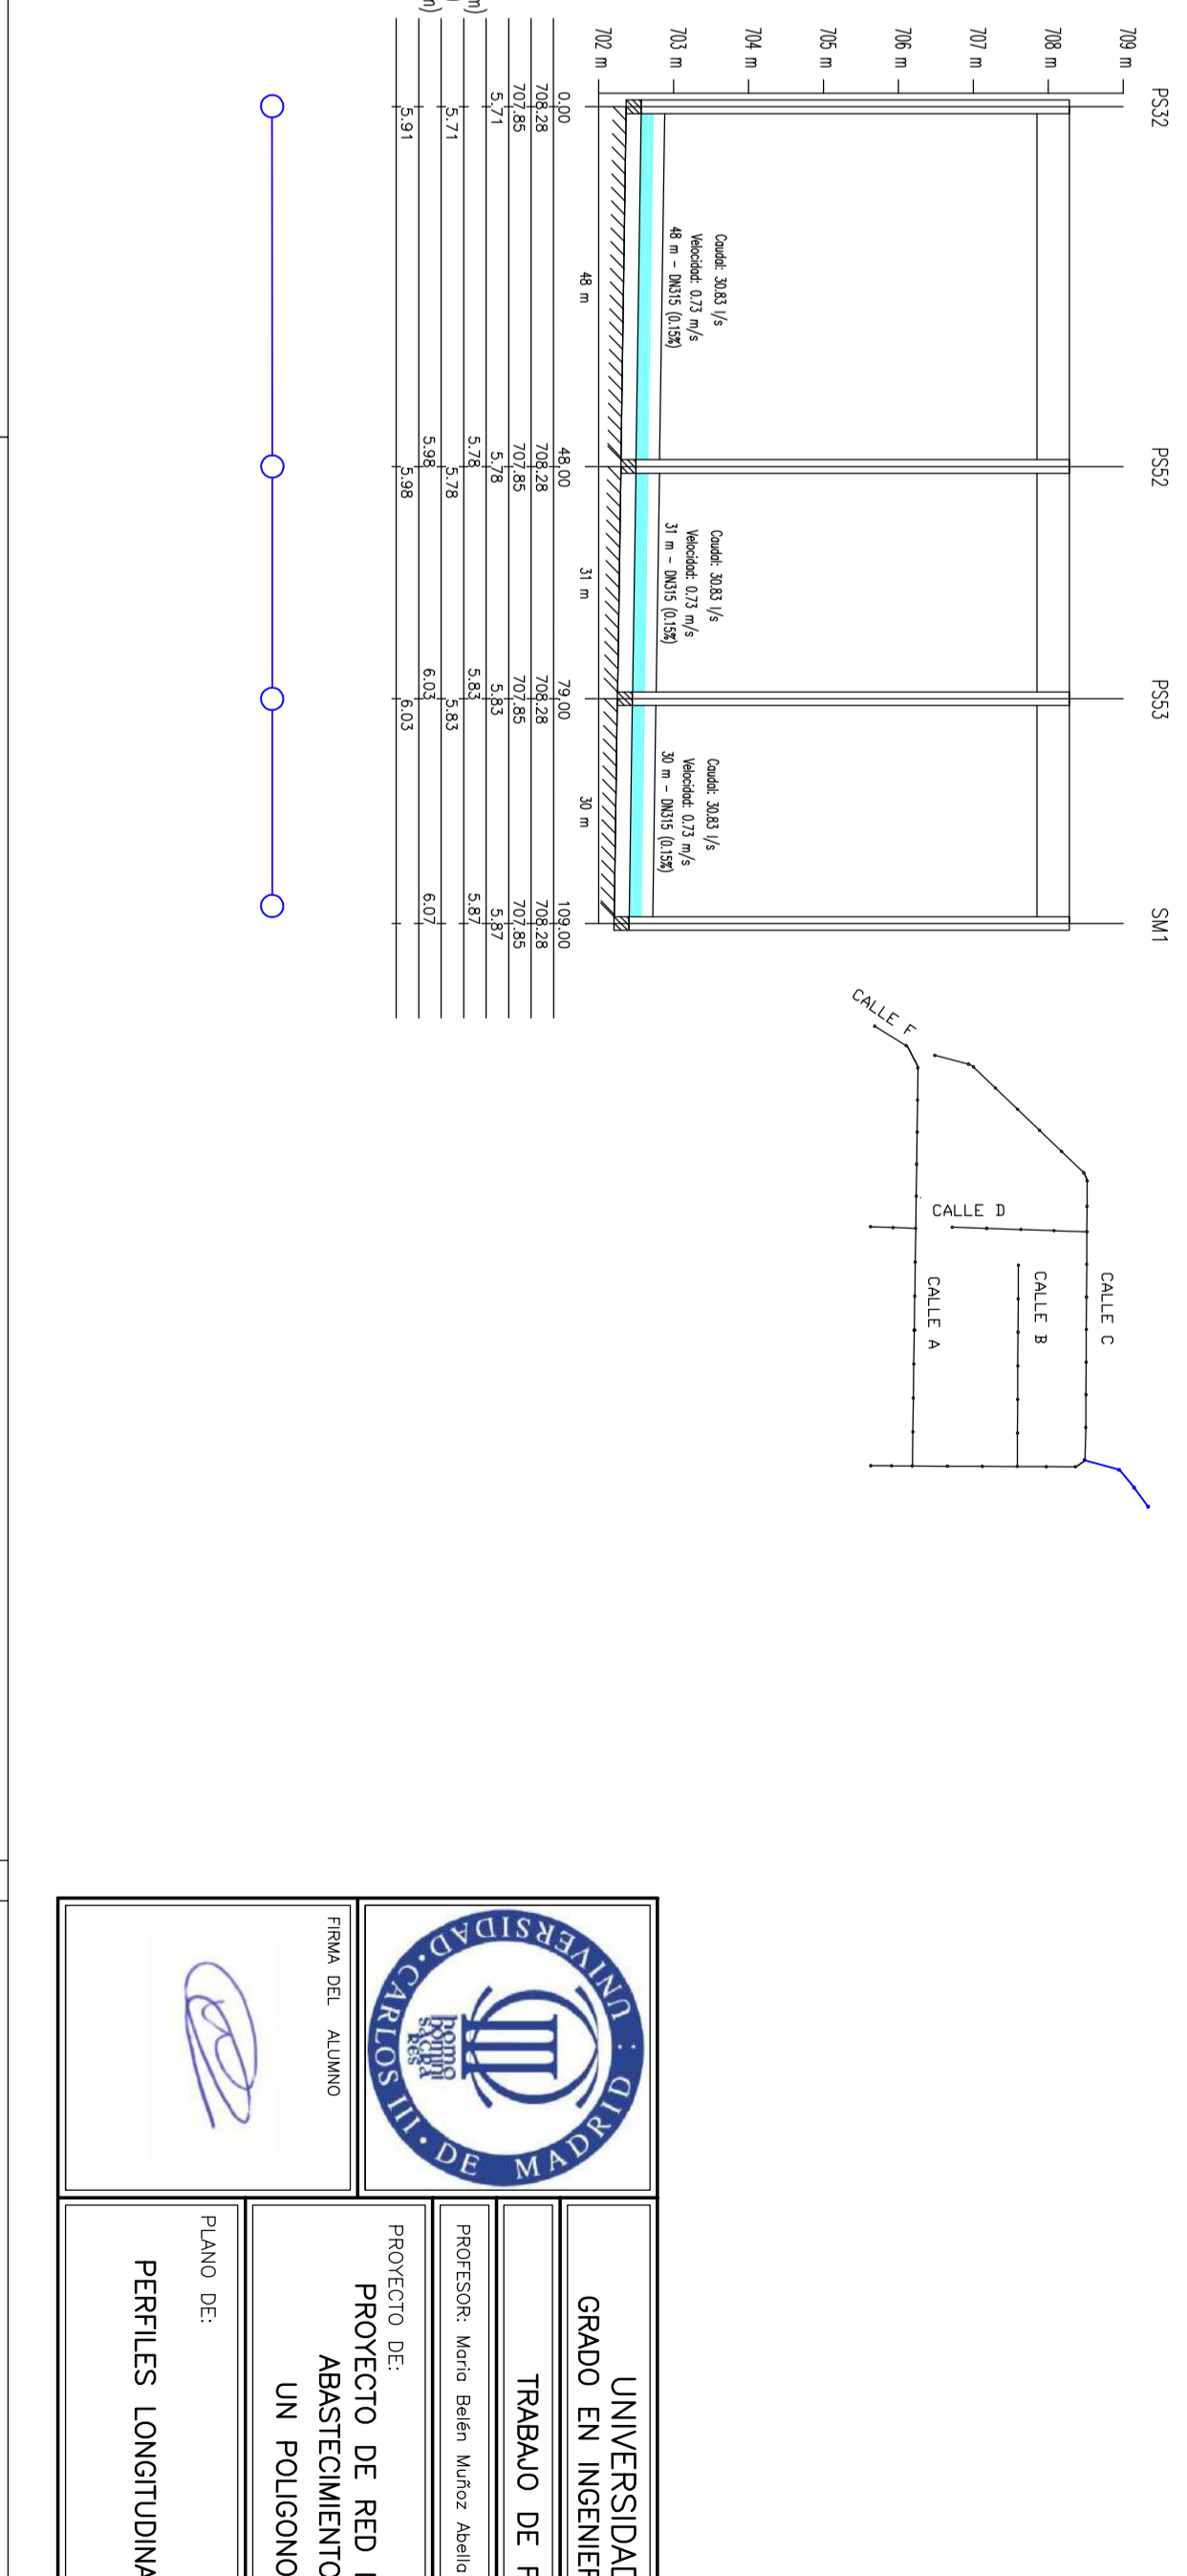 PS32
PS52
PS53
SM1
709 m
708 m
707 m
706 m
705 m
704 m
703 m
702 m
Caudal: 30.83 l/s
Velocidad: 0.73 m/s
48 m - DN315 (0.15%)
Caudal: 30.83 l/s
Velocidad: 0.73 m/s
31 m - DN315 (0.15%)
Caudal: 30.83 l/s
Velocidad: 0.73 m/s
30 m - DN315 (0.15%)
48 m
31 m
30 m
0.00 48.00 79.00 109.00
708.28 708.28 708.28 708.28
707.85 707.85 707.85 707.85
5.71 5.78 5.83 5.87
5.78 5.83 5.87
5.71 5.78 5.83
5.98 6.03 6.07
5.91 5.98 6.03
CALLE C
CALLE B
CALLE D
CALLE A
CALLE F
UNIVERSIDAD CARLOS III DE MADRID
homo
homini
sacra
res
FIRMA DEL ALUMNO
UNIVERSIDAD
GRADO EN
TRABAJO DE
PROFESOR: Maria Belén Muñoz Abella
PROYECTO DE:
PROYECTO DE RED
ABASTECIMIENTO
UN POLIGONO
PLANO DE:
PERFILES